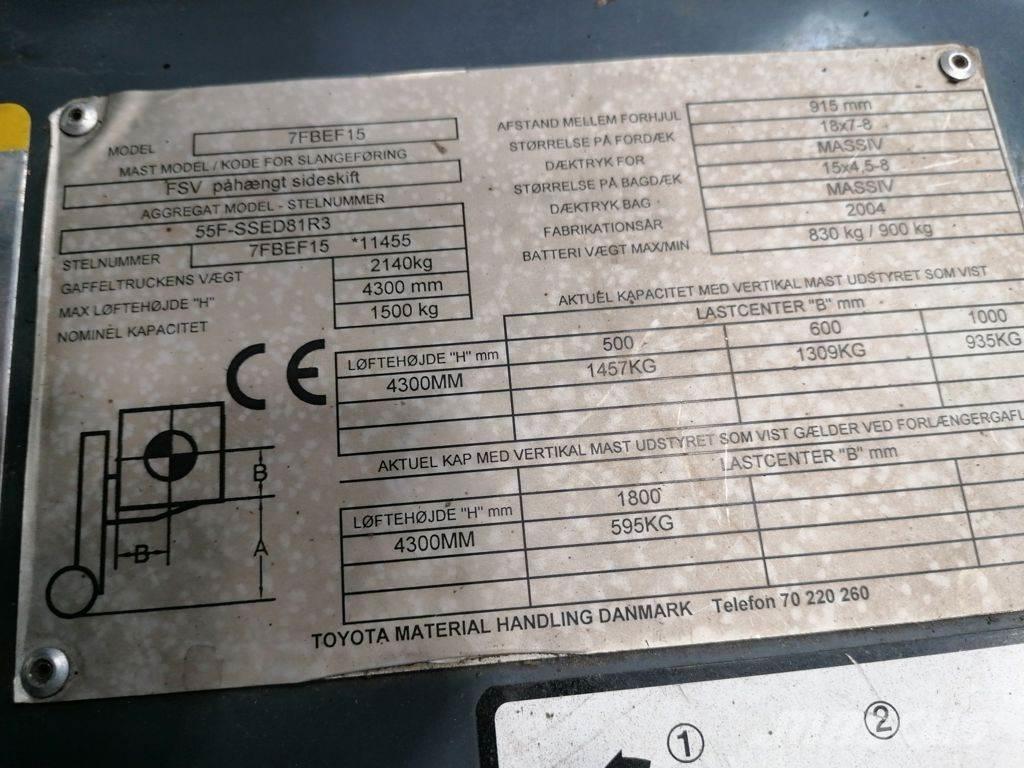 MODEL 7FBEF15
MAST MODEL / KODE FOR SLANGEFØRING
FSV påhængt sideskift
AGGREGAT MODEL - STELNUMMER
55F-SSED81R3
STELNUMMER 7FBEF15 *11455
GAFFELTRUCKENS VÆGT 2140kg
MAX LØFTEHØJDE "H" 4300 mm
NOMINEL KAPACITET 1500 kg
AFSTAND MELLEM FORHJUL 915 mm
STØRRELSE PÅ FORDÆK 18x7-8
DÆKTRYK FOR MASSIV
STØRRELSE PÅ BAGDÆK 15x4,5-8
DÆKTRYK BAG MASSIV
FABRIKATIONSÅR 2004
BATTERI VÆGT MAX/MIN 830 kg / 900 kg
CE
AKTUEL KAPACITET MED VERTIKAL MAST UDSTYRET SOM VIST
LASTCENTER "B" mm
LØFTEHØJDE "H" mm 500 600 1000
4300MM 1457KG 1309KG 935KG
AKTUEL KAP MED VERTIKAL MAST UDSTYRET SOM VIST GÆLDER VED FORLÆNGERGAFL
LASTCENTER "B" mm
LØFTEHØJDE "H" mm 1800
4300MM 595KG
B
B
A
TOYOTA MATERIAL HANDLING DANMARK Telefon 70 220 260
1 2